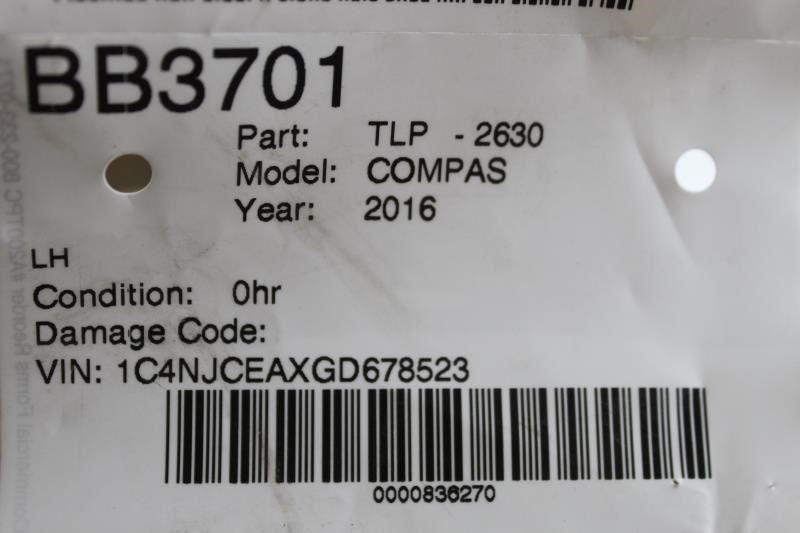 BB3701
Part: TLP - 2630
Model: COMPAS
Year: 2016
LH
Condition: 0hr
Damage Code:
VIN: 1C4NJCEAXGD678523
0000836270